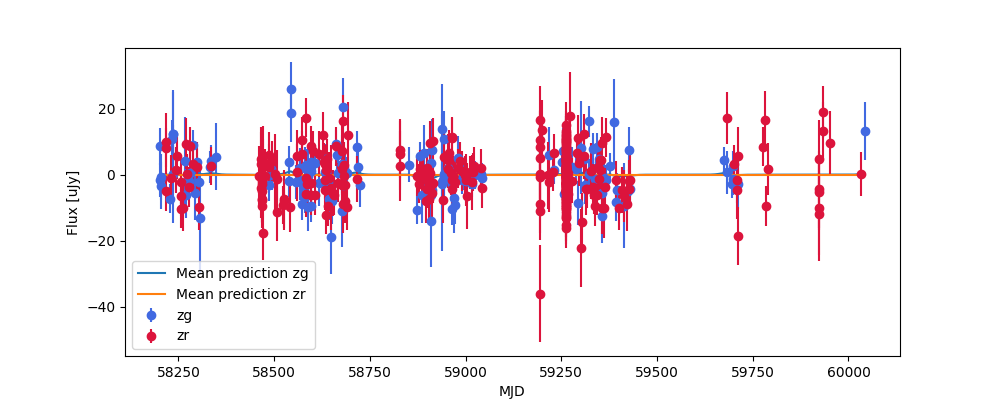 20
0
−20
−40
Flux [uJy]
Mean prediction zg
Mean prediction zr
zg
zr
58250 58500 58750 59000 59250 59500 59750 60000
MJD